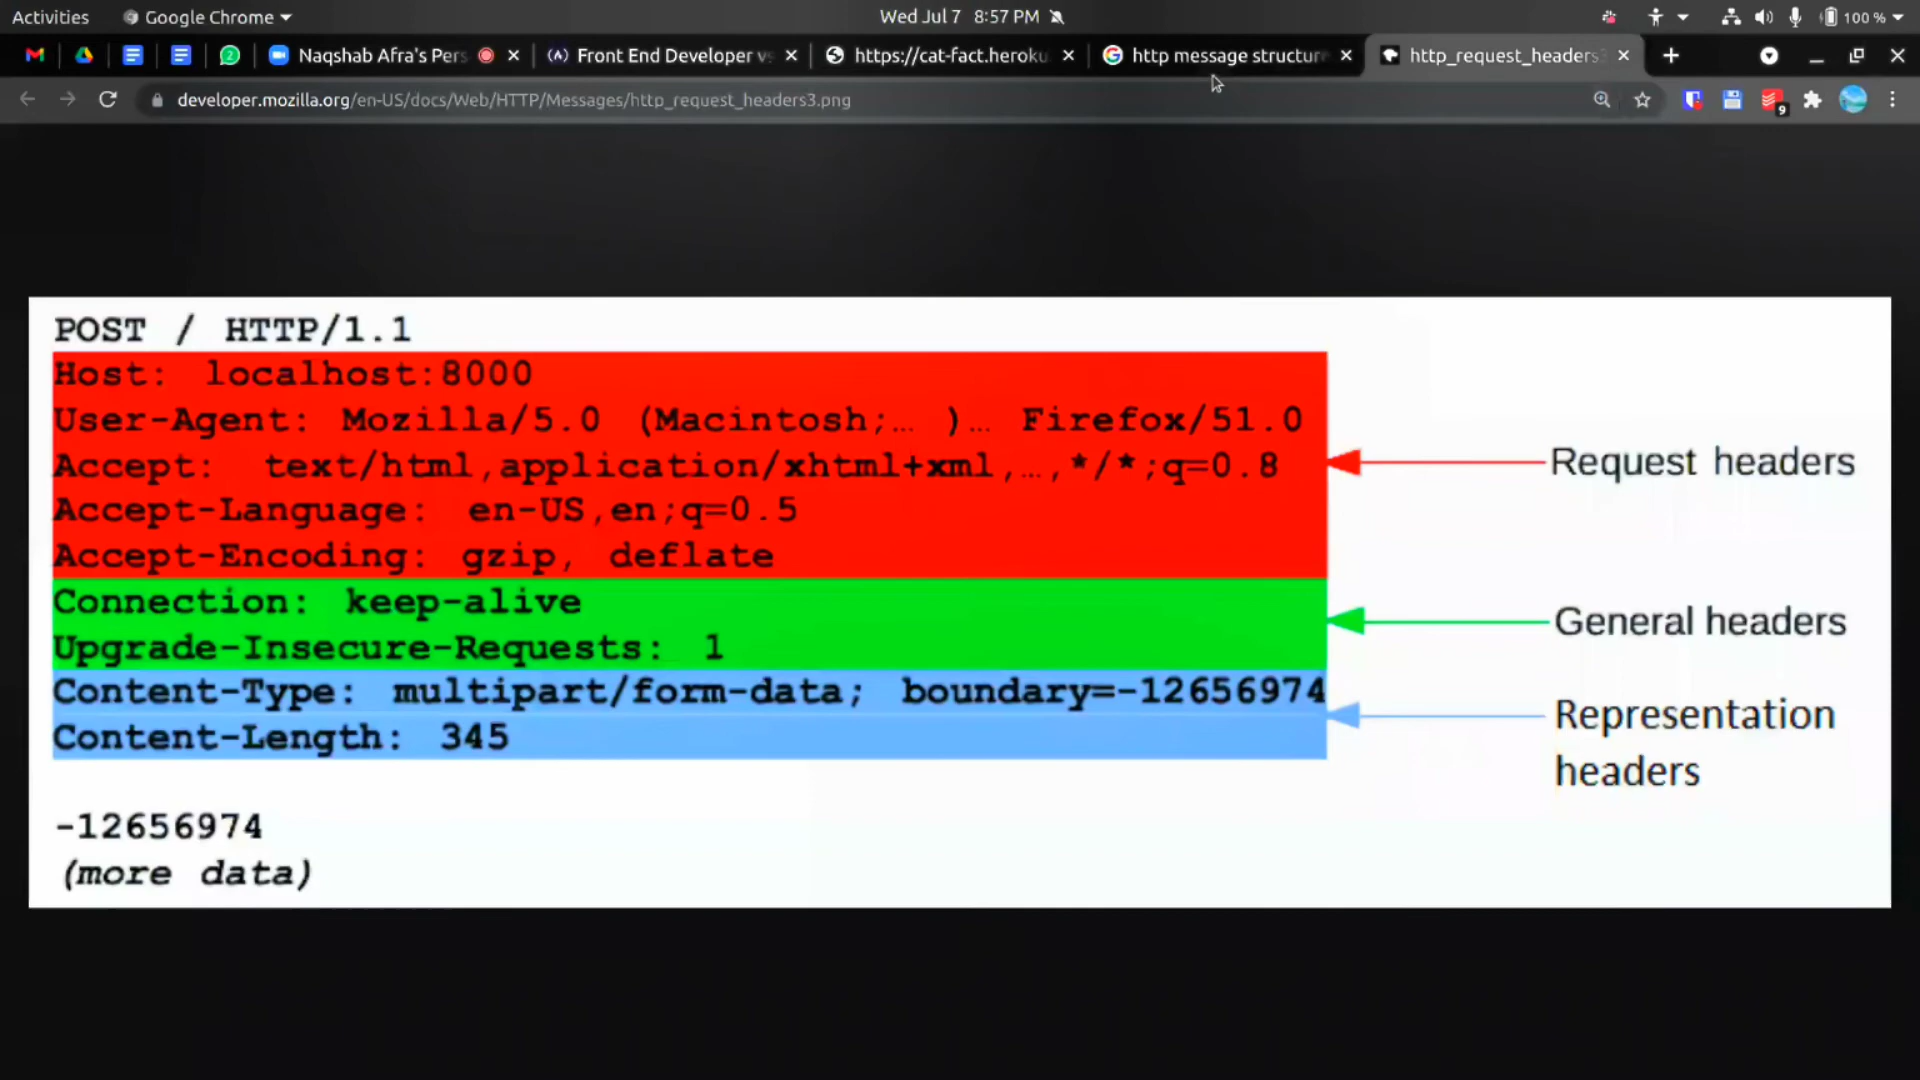 Activities
Google Chrome
Wed Jul 7 8:57 PM
100 %
Naqshab Afra's Pers
Front End Developer vs
https://cat-fact.heroku
http message structure
http_request_headers3
developer.mozilla.org/en-US/docs/Web/HTTP/Messages/http_request_headers3.png
9
POST / HTTP/1.1
Host: localhost:8000
User-Agent: Mozilla/5.0 (Macintosh;… )… Firefox/51.0
Accept: text/html,application/xhtml+xml,…,*/*;q=0.8
Accept-Language: en-US,en;q=0.5
Accept-Encoding: gzip, deflate
Request headers
Connection: keep-alive
Upgrade-Insecure-Requests: 1
General headers
Content-Type: multipart/form-data; boundary=-12656974
Content-Length: 345
Representation
headers
-12656974
(more data)